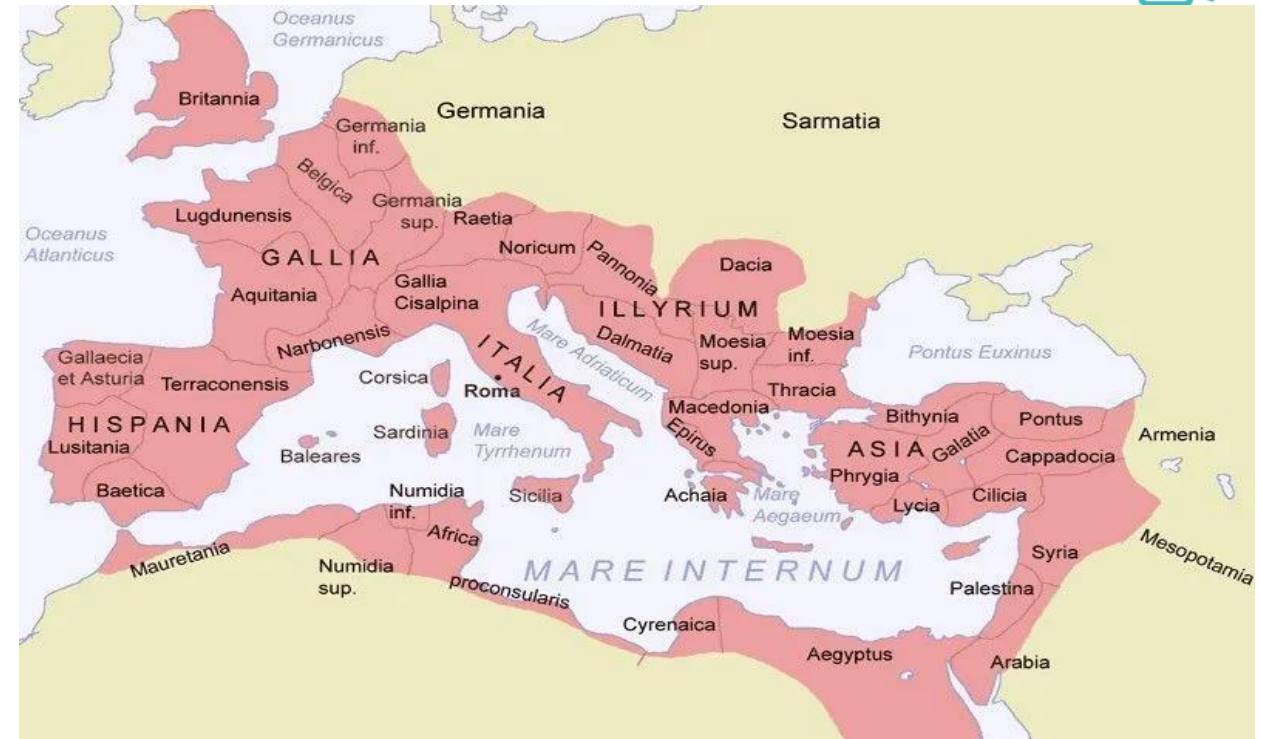 Oceanus
Germanicus
Britannia
Germania
Sarmatia
Germania
inf.
Belgica
Germania
sup.
Lugdunensis
Raetia
Oceanus
Atlanticus
GALLIA
Noricum
Pannonia
Dacia
Gallia
Cisalpina
Aquitania
ILLYRIUM
Narbonensis
Mare Adriaticum
Dalmatia
Moesia
sup.
Moesia
inf.
Pontus Euxinus
Gallaecia
et Asturia
Terraconensis
Corsica
ITALIA
Roma
Thracia
HISPANIA
Lusitania
Sardinia
Mare
Tyrrhenum
Macedonia
Epirus
Bithynia
Pontus
Galatia
ASIA
Armenia
Baleares
Cappadocia
Phrygia
Baetica
Numidia
inf.
Sicilia
Achaia
Mare
Aegaeum
Lycia
Cilicia
Africa
proconsularis
Mauretania
Numidia
sup.
MARE INTERNUM
Syria
Mesopotamia
Palestina
Cyrenaica
Aegyptus
Arabia